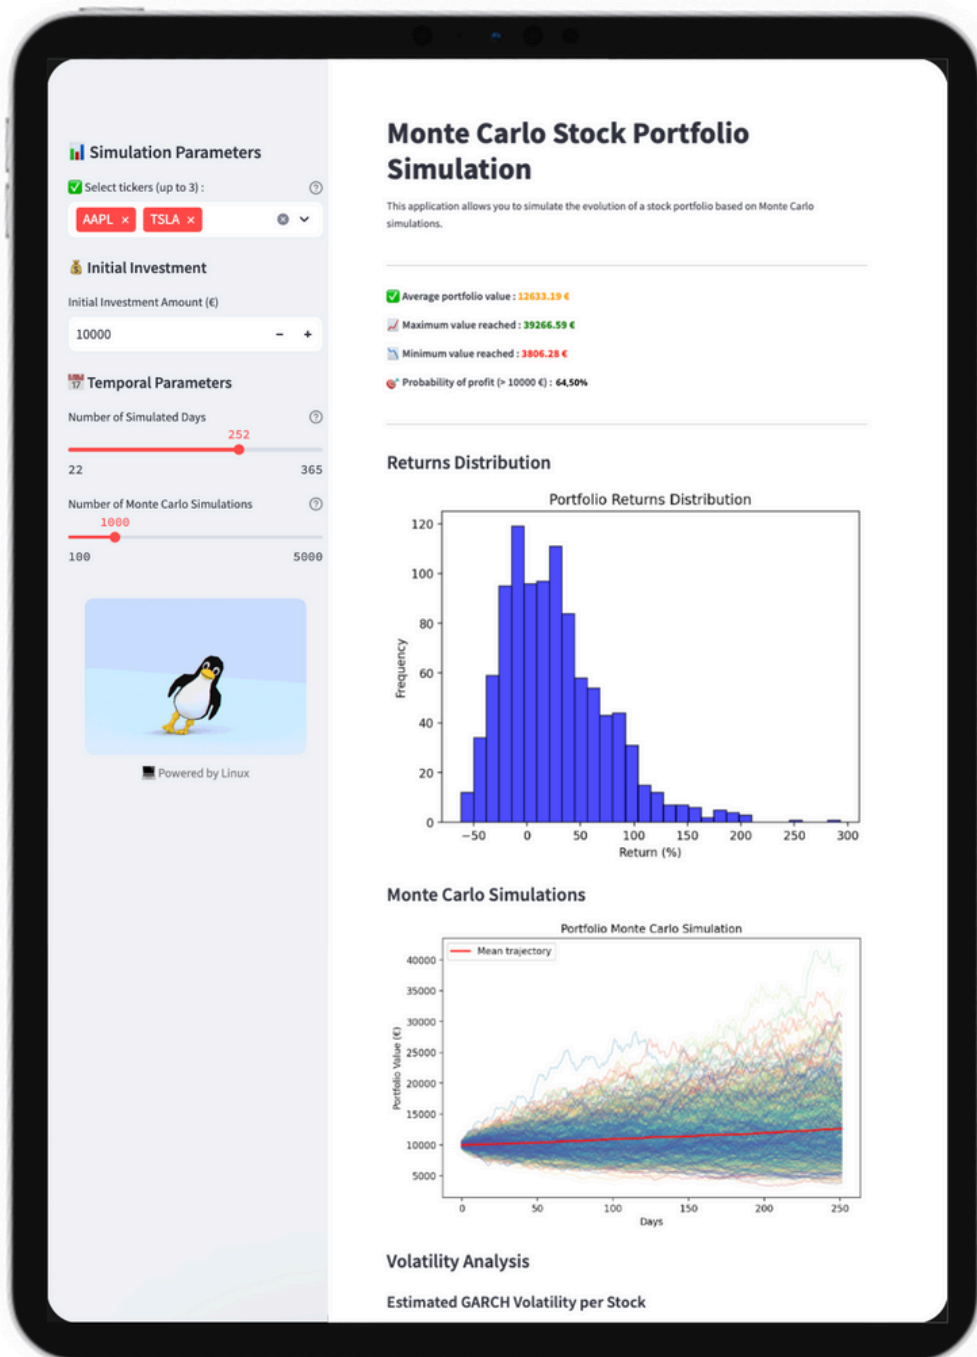 Simulation Parameters
Select tickers (up to 3) :
AAPL × TSLA ×
Initial Investment
Initial Investment Amount (€)
10000 − +
Temporal Parameters
Number of Simulated Days
252
22 365
Number of Monte Carlo Simulations
1000
100 5000
Powered by Linux
Monte Carlo Stock Portfolio
Simulation
This application allows you to simulate the evolution of a stock portfolio based on Monte Carlo
simulations.
Average portfolio value : 12633.19 €
Maximum value reached : 39266.59 €
Minimum value reached : 3806.28 €
Probability of profit (> 10000 €) : 64,50%
Returns Distribution
Portfolio Returns Distribution
120
100
80
60
40
20
0
Frequency
−50 0 50 100 150 200 250 300
Return (%)
Monte Carlo Simulations
Portfolio Monte Carlo Simulation
Mean trajectory
40000
35000
30000
25000
20000
15000
10000
5000
Portfolio Value (€)
0 50 100 150 200 250
Days
Volatility Analysis
Estimated GARCH Volatility per Stock